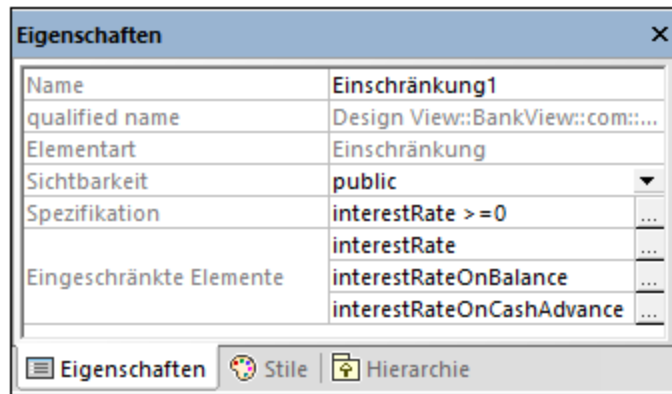 Eigenschaften
Name Einschränkung1
qualified name Design View::BankView::com::...
Elementart Einschränkung
Sichtbarkeit public
Spezifikation interestRate >=0 ...
interestRate ...
Eingeschränkte Elemente interestRateOnBalance ...
interestRateOnCashAdvance ...
Eigenschaften Stile Hierarchie